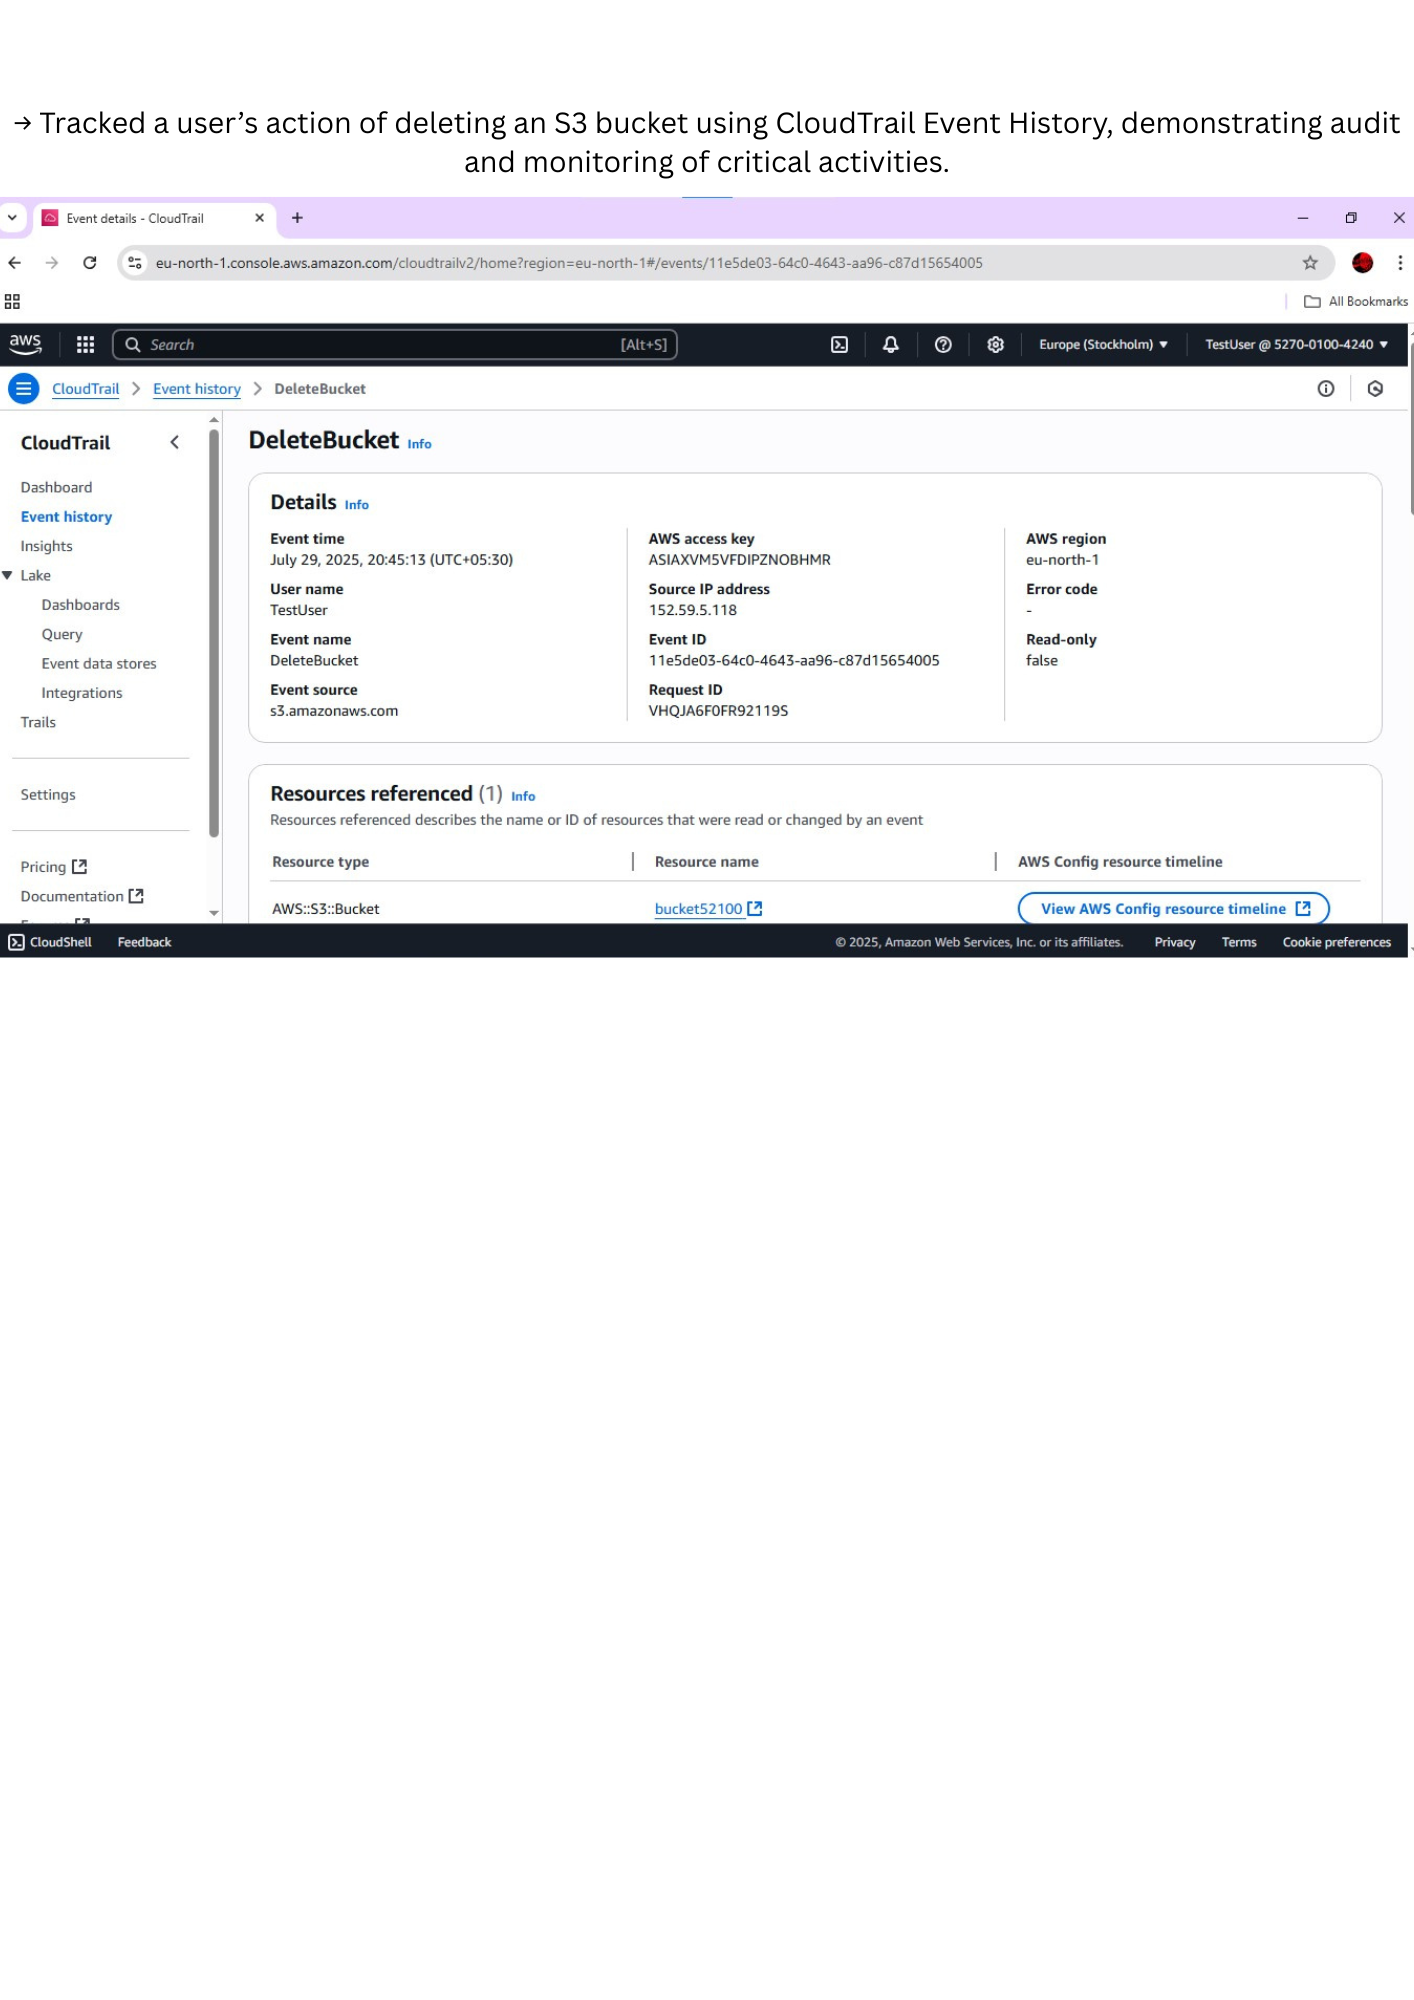 → Tracked a user’s action of deleting an S3 bucket using CloudTrail Event History, demonstrating audit
and monitoring of critical activities.
Event details - CloudTrail
eu-north-1.console.aws.amazon.com/cloudtrailv2/home?region=eu-north-1#/events/11e5de03-64c0-4643-aa96-c87d15654005
All Bookmarks
aws
Search [Alt+S]
Europe (Stockholm)
TestUser @ 5270-0100-4240
CloudTrail > Event history > DeleteBucket
CloudTrail
Dashboard
Event history
Insights
Lake
Dashboards
Query
Event data stores
Integrations
Trails
Settings
Pricing
Documentation
DeleteBucket Info
Details Info
Event time
July 29, 2025, 20:45:13 (UTC+05:30)
User name
TestUser
Event name
DeleteBucket
Event source
s3.amazonaws.com
AWS access key
ASIAXVM5VFDIPZNOBHMR
Source IP address
152.59.5.118
Event ID
11e5de03-64c0-4643-aa96-c87d15654005
Request ID
VHQJA6F0FR92119S
AWS region
eu-north-1
Error code
-
Read-only
false
Resources referenced (1) Info
Resources referenced describes the name or ID of resources that were read or changed by an event
Resource type Resource name AWS Config resource timeline
AWS::S3::Bucket bucket52100 View AWS Config resource timeline
CloudShell Feedback © 2025, Amazon Web Services, Inc. or its affiliates. Privacy Terms Cookie preferences